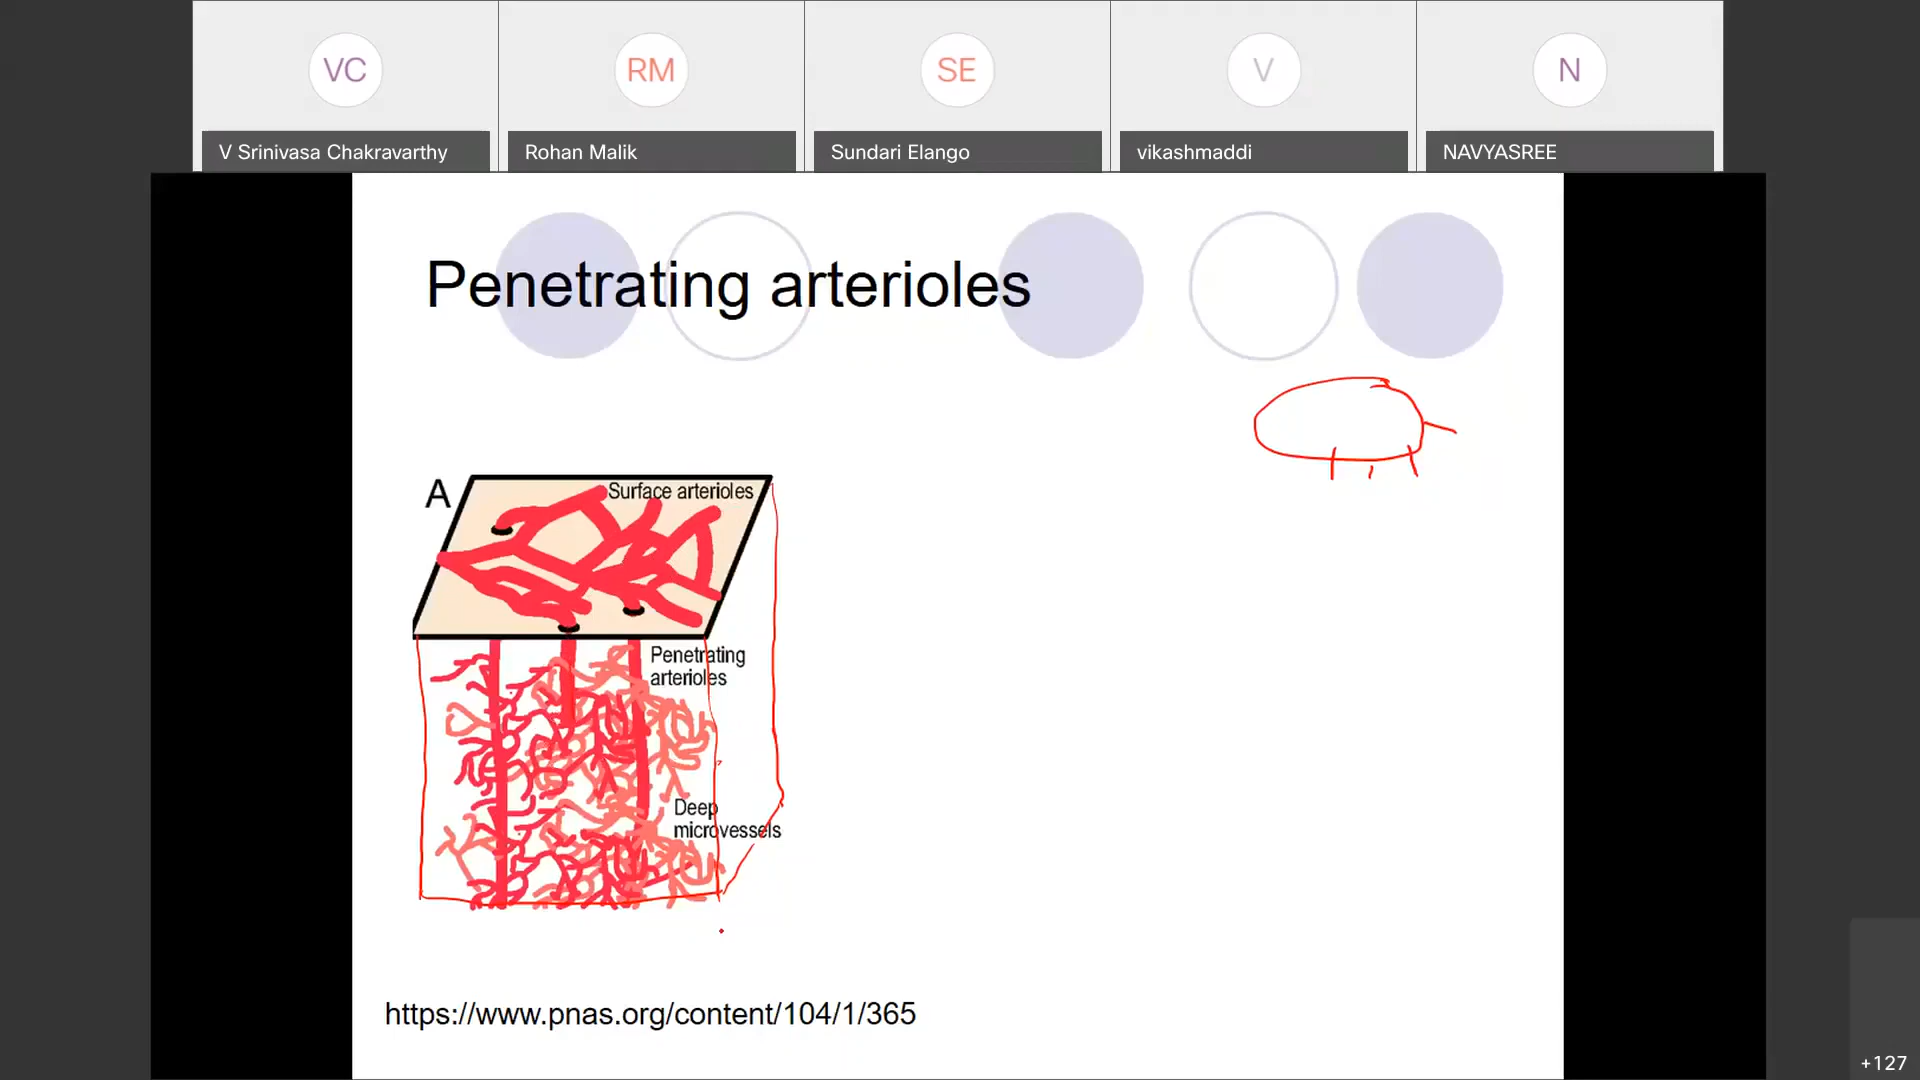 VC
RM
SE
V
N
V Srinivasa Chakravarthy
Rohan Malik
Sundari Elango
vikashmaddi
NAVYASREE
Penetrating arterioles
A
Surface arterioles
Penetrating
arterioles
Deep
microvessels
https://www.pnas.org/content/104/1/365
+127